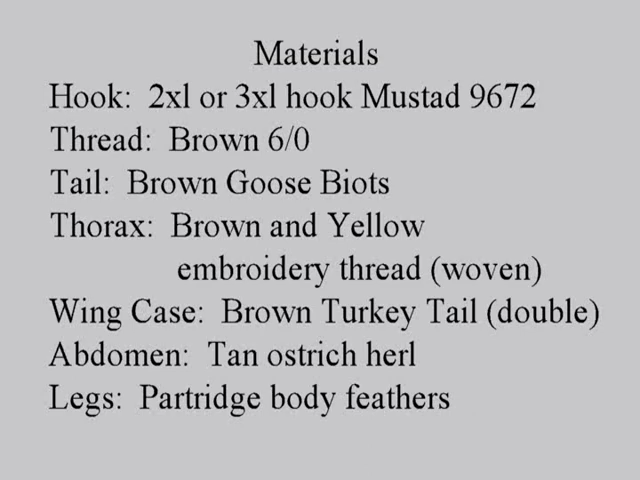 Materials
Hook:  2xl or 3xl hook Mustad 9672
Thread:  Brown 6/0
Tail:  Brown Goose Biots
Thorax:  Brown and Yellow
embroidery thread (woven)
Wing Case:  Brown Turkey Tail (double)
Abdomen:  Tan ostrich herl
Legs:  Partridge body feathers